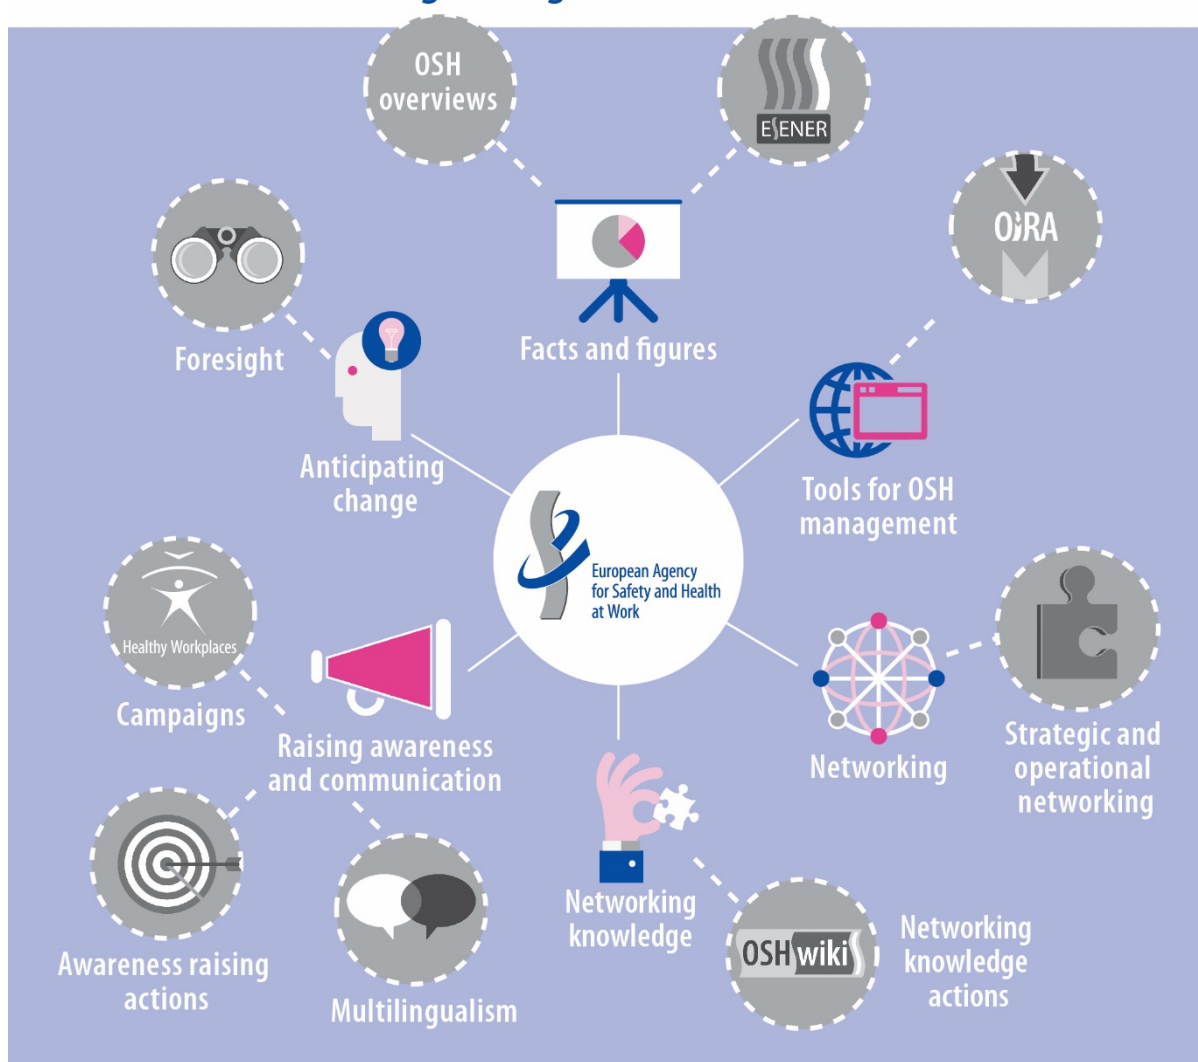 OSH
overviews
ESENER
OiRA
Foresight
Facts and figures
Anticipating
change
Tools for OSH
management
European Agency
for Safety and Health
at Work
Healthy Workplaces
Campaigns
Raising awareness
and communication
Networking
Strategic and
operational
networking
Networking
knowledge
OSHwiki
Networking
knowledge
actions
Awareness raising
actions
Multilingualism